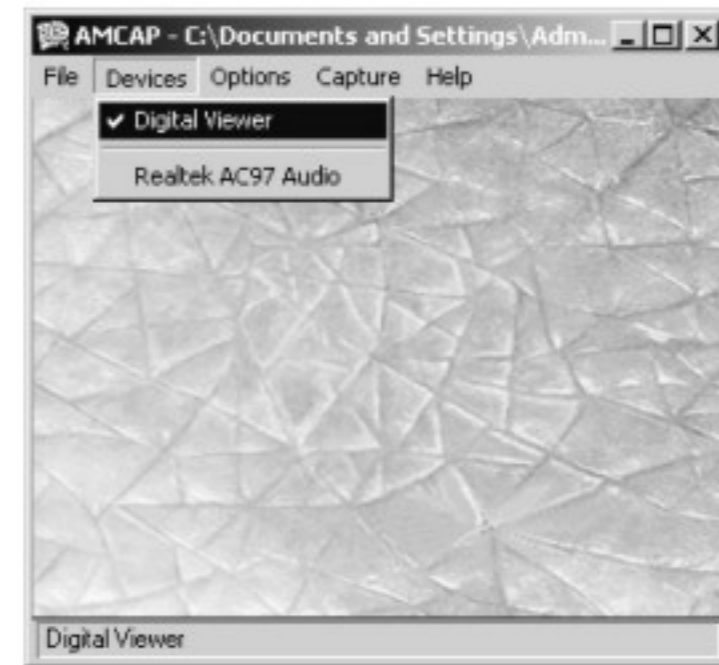 AMCAP - C:\Documents and Settings\Adm...
File Devices Options Capture Help
✔ Digital Viewer
Realtek AC97 Audio
Digital Viewer